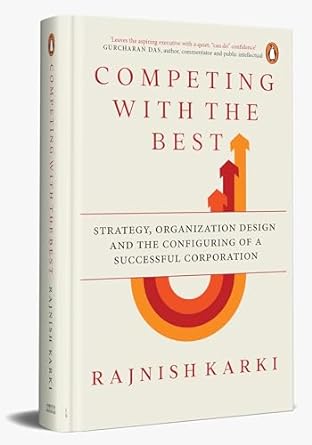 'Leaves the aspiring executive with a quiet, "can do" confidence'
GURCHARAN DAS, author, commentator and public intellectual
COMPETING
WITH THE
BEST
STRATEGY, ORGANIZATION DESIGN
AND THE CONFIGURING OF A
SUCCESSFUL CORPORATION
RAJNISH KARKI
COMPETING WITH THE BEST
RAJNISH KARKI